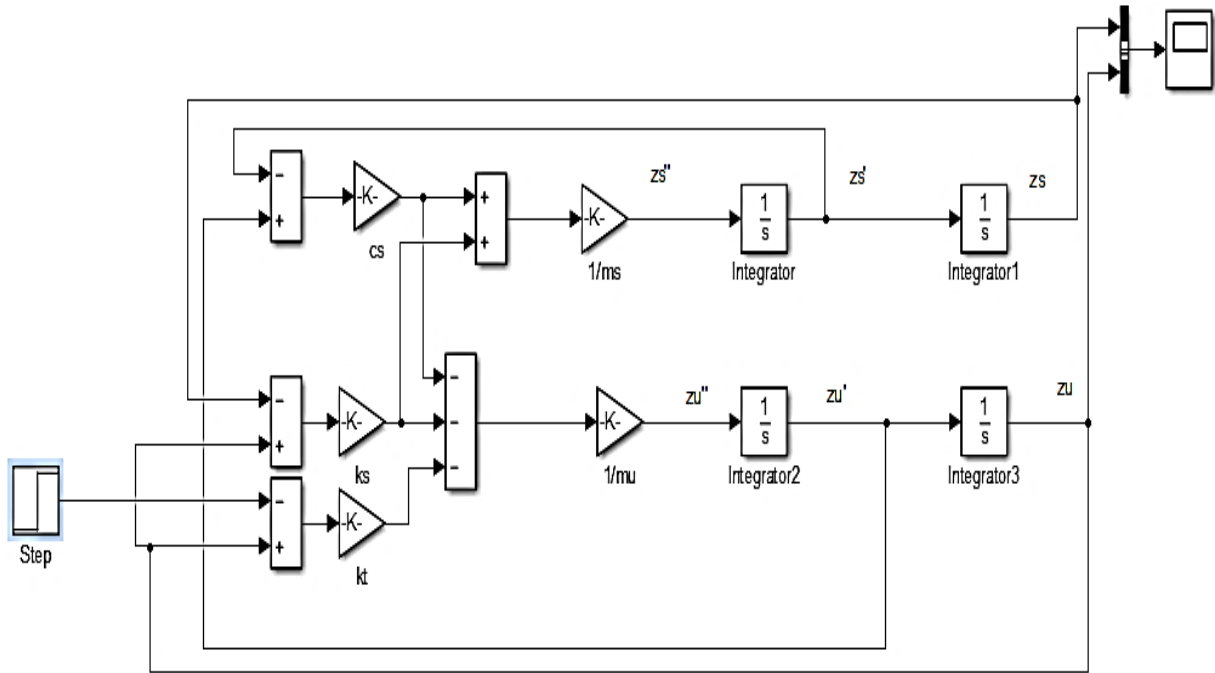 zs" zs' zs
- -K- + -K- 1 s 1 s
+ +
cs 1/ms Integrator Integrator1
zu" zu' zu
- -K- - -K- 1 s 1 s
+ -
ks - 1/mu Integrator2 Integrator3
- -K-
+
Step kt